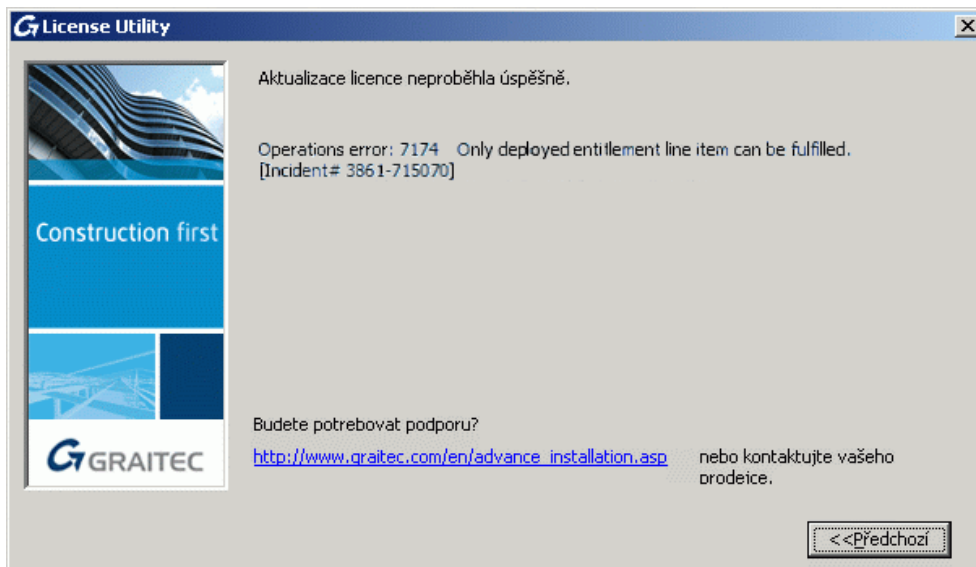 License Utility
Aktualizace licence neproběhla úspěšně.
Operations error: 7174 Only deployed entitlement line item can be fulfilled.
[Incident# 3861-715070]
Construction first
GRAITEC
Budete potrebovat podporu?
http://www.graitec.com/en/advance_installation.asp nebo kontaktujte vašeho
prodejce.
<<Předchozí